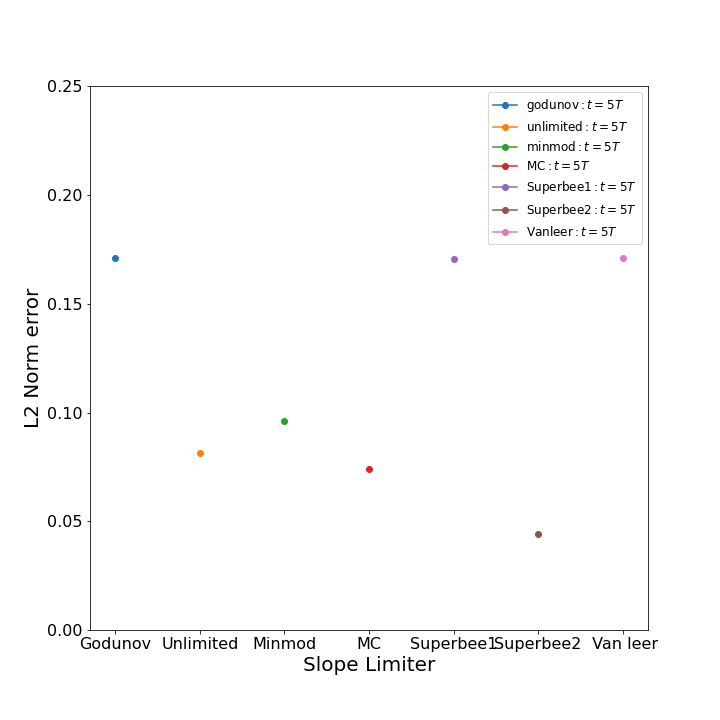 0.25
0.20
0.15
0.10
0.05
0.00
L2 Norm error
godunov : t = 5T
unlimited : t = 5T
minmod : t = 5T
MC : t = 5T
Superbee1 : t = 5T
Superbee2 : t = 5T
Vanleer : t = 5T
Godunov Unlimited Minmod MC Superbee1 Superbee2 Van leer
Slope Limiter